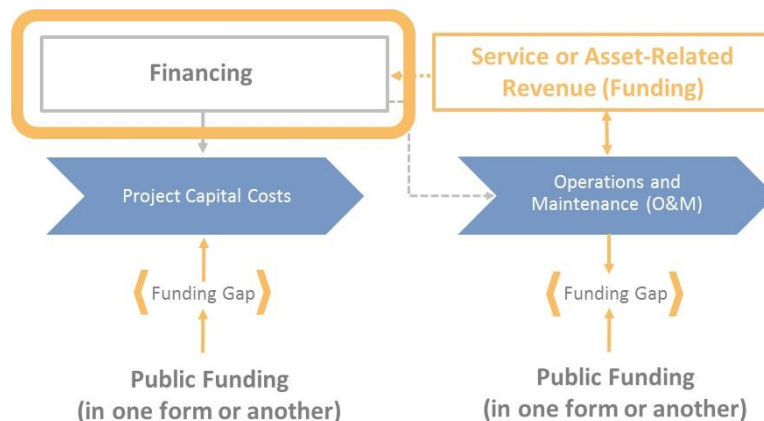 Financing
Service or Asset-Related
Revenue (Funding)
Project Capital Costs
Operations and
Maintenance (O&M)
Funding Gap
Funding Gap
Public Funding
(in one form or another)
Public Funding
(in one form or another)